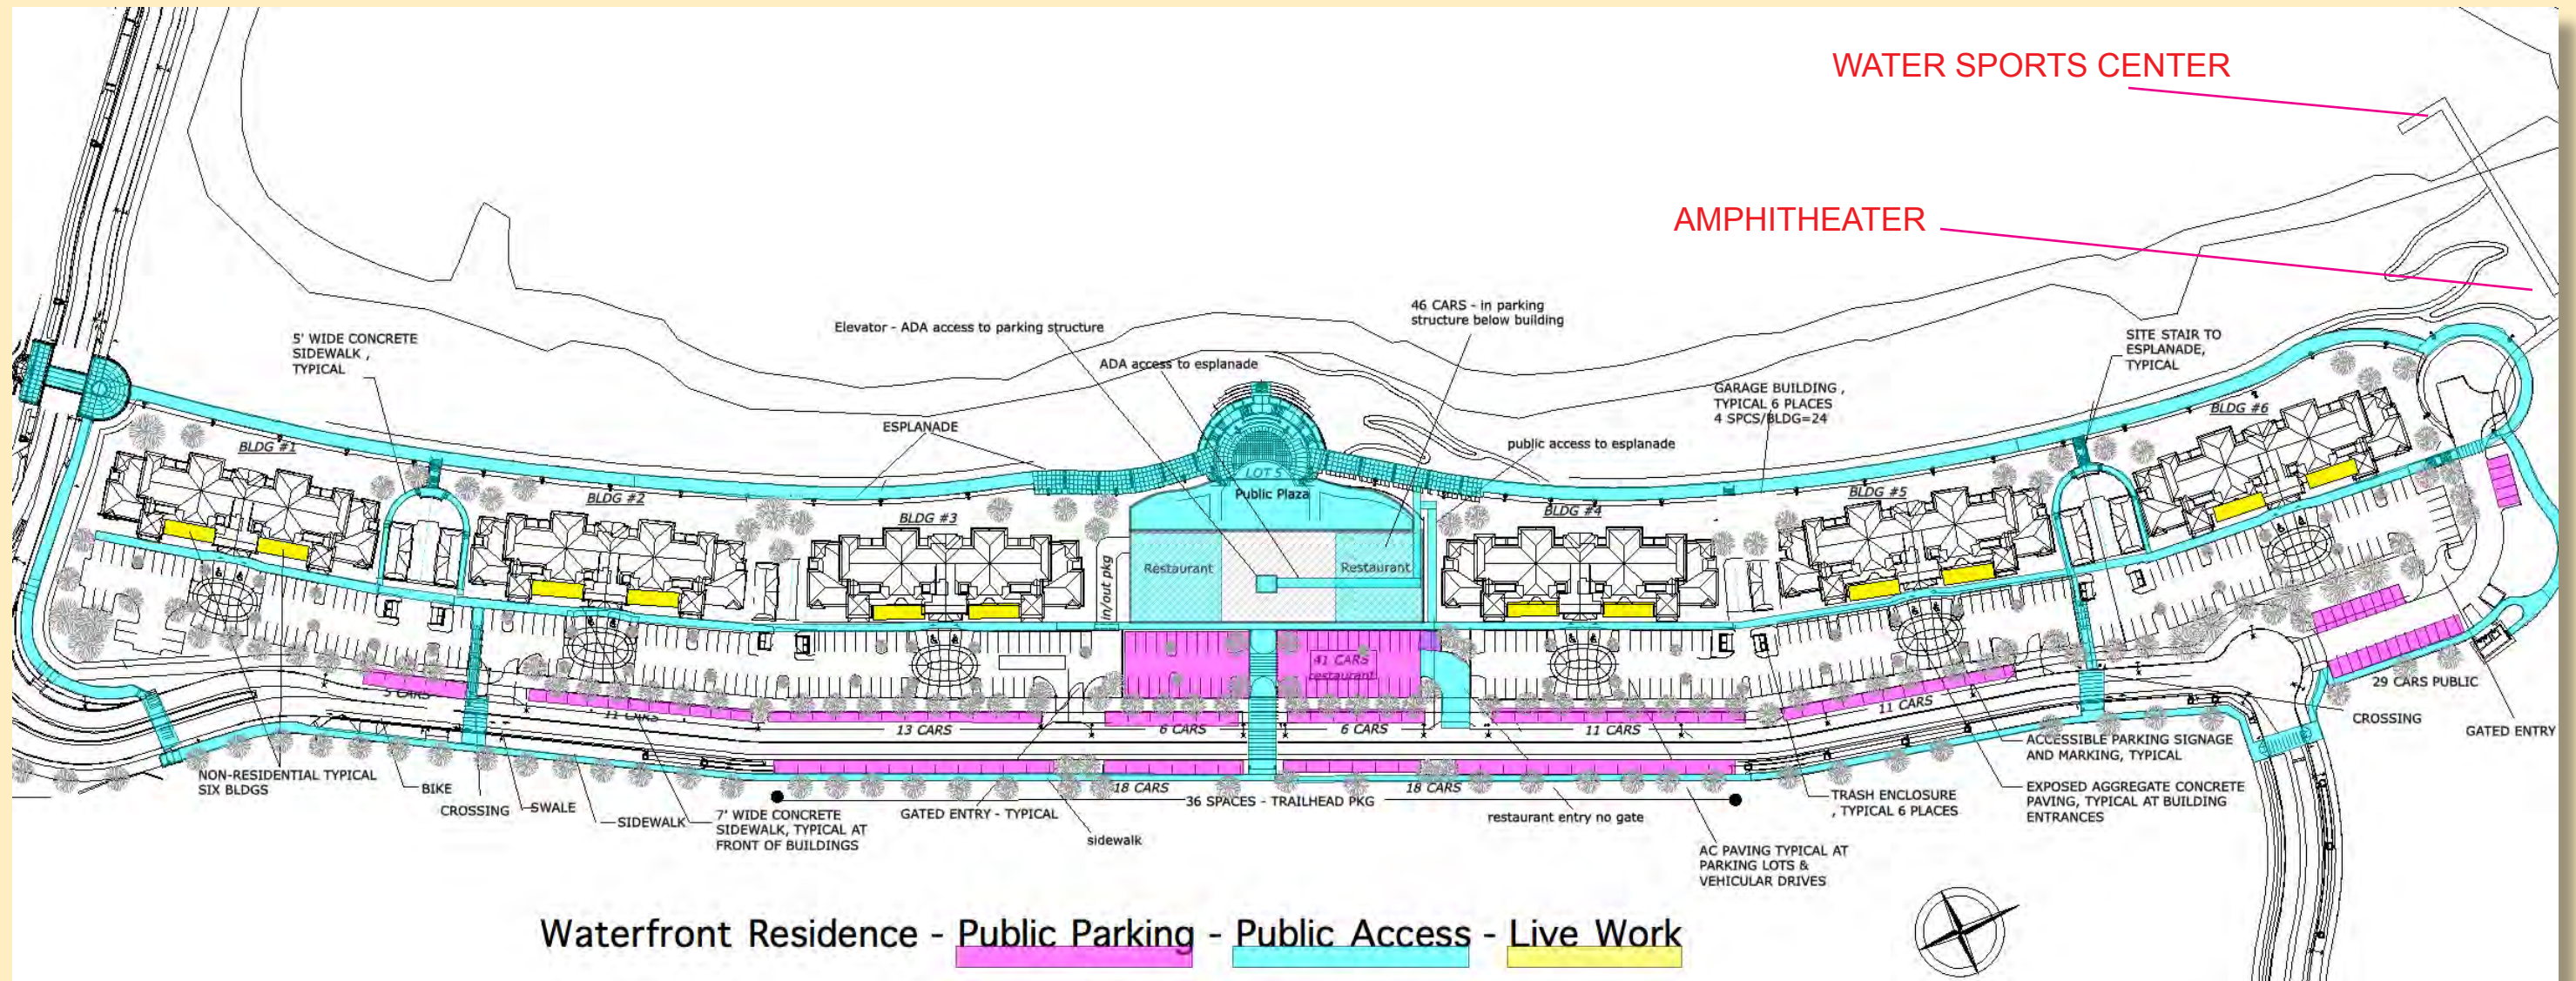 WATER SPORTS CENTER
AMPHITHEATER
46 CARS - in parking
structure below building
Elevator - ADA access to parking structure
5' WIDE CONCRETE
SIDEWALK ,
TYPICAL
SITE STAIR TO
ESPLANADE,
TYPICAL
ADA access to esplanade
GARAGE BUILDING ,
TYPICAL 6 PLACES
4 SPCS/BLDG=24
ESPLANADE
public access to esplanade
BLDG #1
BLDG #2
BLDG #3
LOT 5
Public Plaza
BLDG #4
BLDG #5
BLDG #6
in/out pkg
Restaurant
Restaurant
41 CARS
restaurant
5 CARS
11 CARS
13 CARS
6 CARS
6 CARS
11 CARS
11 CARS
29 CARS PUBLIC
CROSSING
GATED ENTRY
ACCESSIBLE PARKING SIGNAGE
AND MARKING, TYPICAL
NON-RESIDENTIAL TYPICAL
SIX BLDGS
BIKE
CROSSING
SWALE
SIDEWALK
7' WIDE CONCRETE
SIDEWALK, TYPICAL AT
FRONT OF BUILDINGS
18 CARS
36 SPACES - TRAILHEAD PKG
18 CARS
GATED ENTRY - TYPICAL
sidewalk
restaurant entry no gate
TRASH ENCLOSURE
, TYPICAL 6 PLACES
EXPOSED AGGREGATE CONCRETE
PAVING, TYPICAL AT BUILDING
ENTRANCES
AC PAVING TYPICAL AT
PARKING LOTS &
VEHICULAR DRIVES
Waterfront Residence - Public Parking - Public Access - Live Work